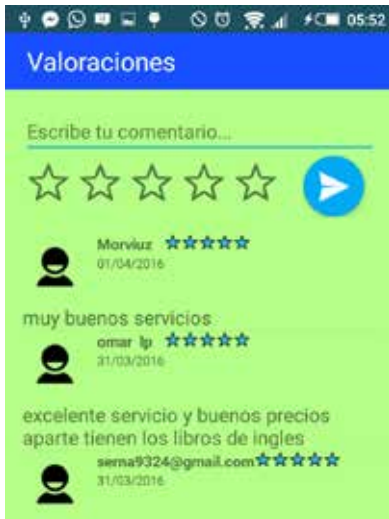 05:52
Valoraciones
Escribe tu comentario...
Morviuz
01/04/2016
muy buenos servicios
omar lp
31/03/2016
excelente servicio y buenos precios
aparte tienen los libros de ingles
serna9324@gmail.com
31/03/2016